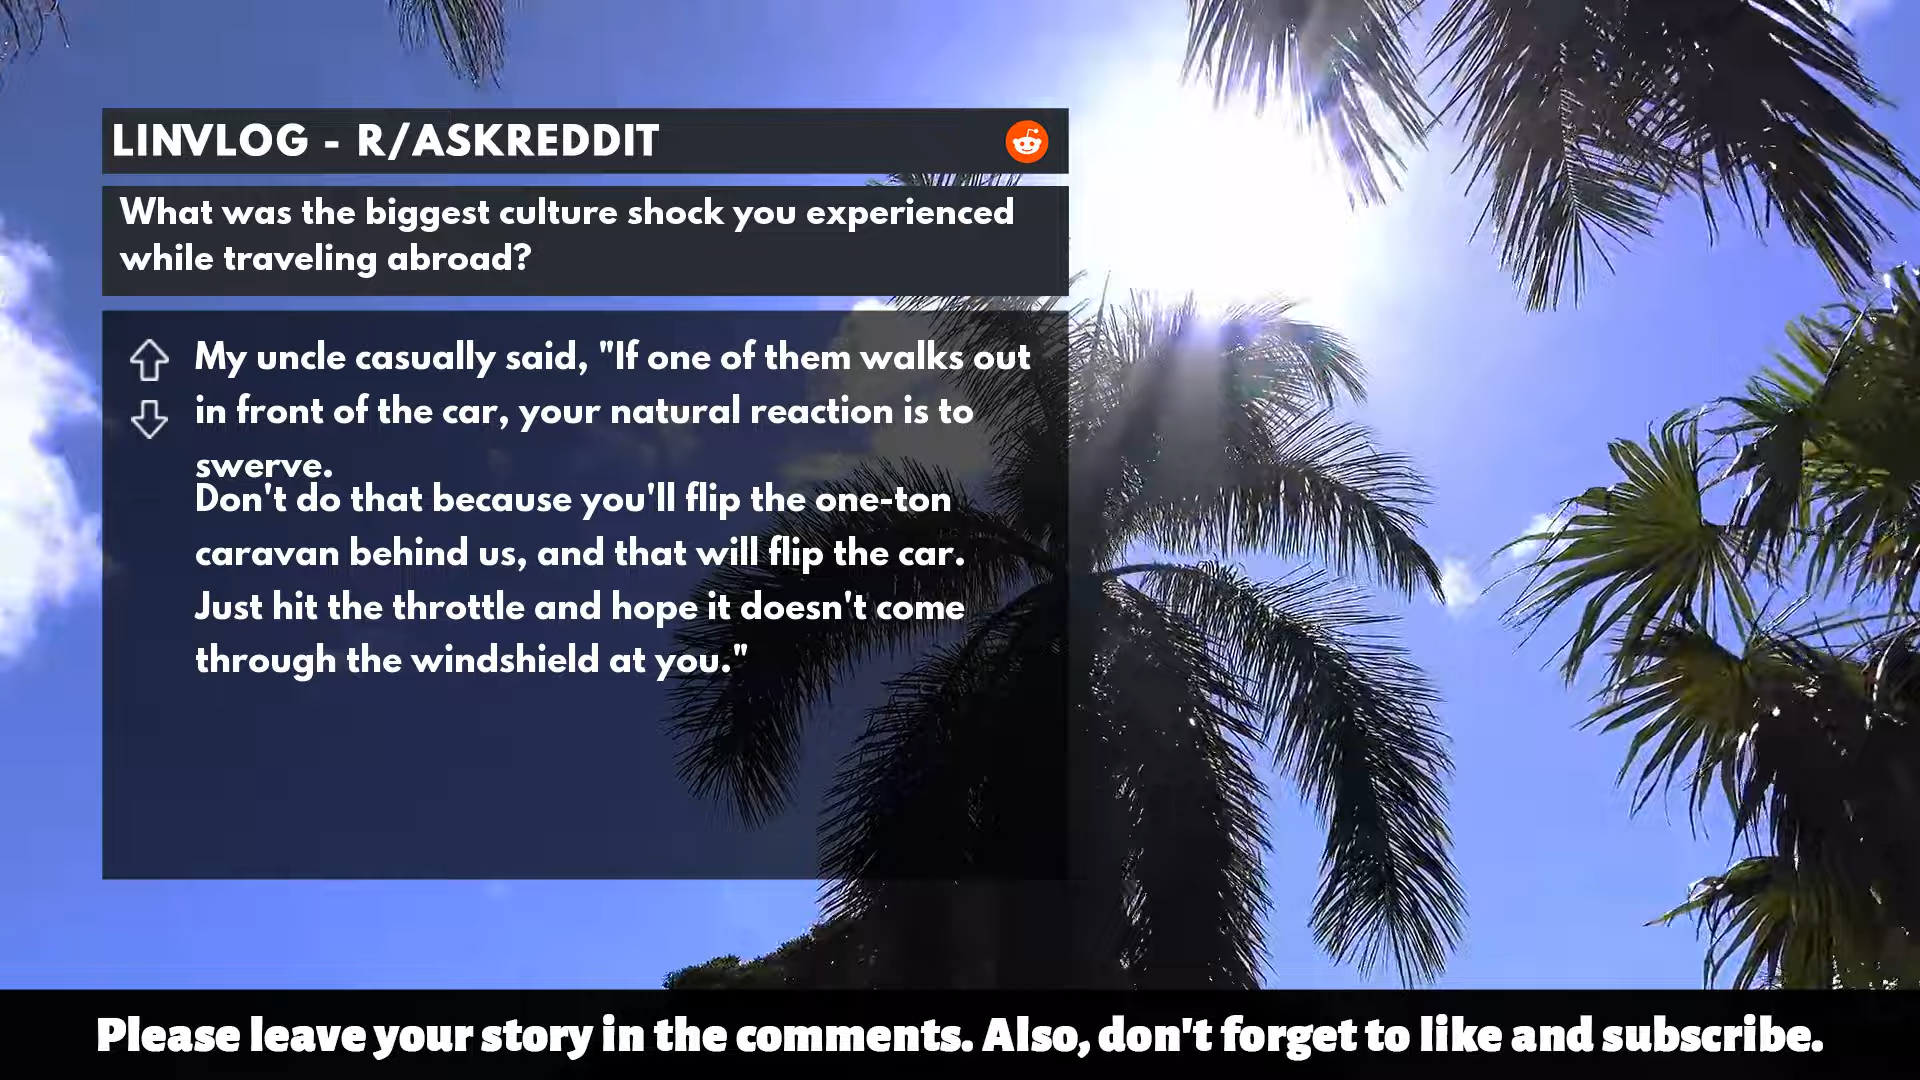 LINVLOG - R/ASKREDDIT
What was the biggest culture shock you experienced
while traveling abroad?
My uncle casually said, "If one of them walks out
in front of the car, your natural reaction is to
swerve.
Don't do that because you'll flip the one-ton
caravan behind us, and that will flip the car.
Just hit the throttle and hope it doesn't come
through the windshield at you."
Please leave your story in the comments. Also, don't forget to like and subscribe.